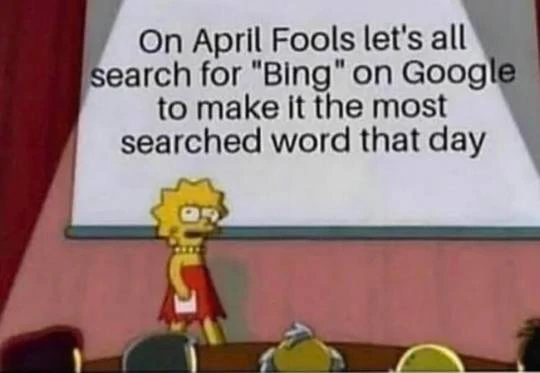 On April Fools let's all
search for "Bing" on Google
to make it the most
searched word that day